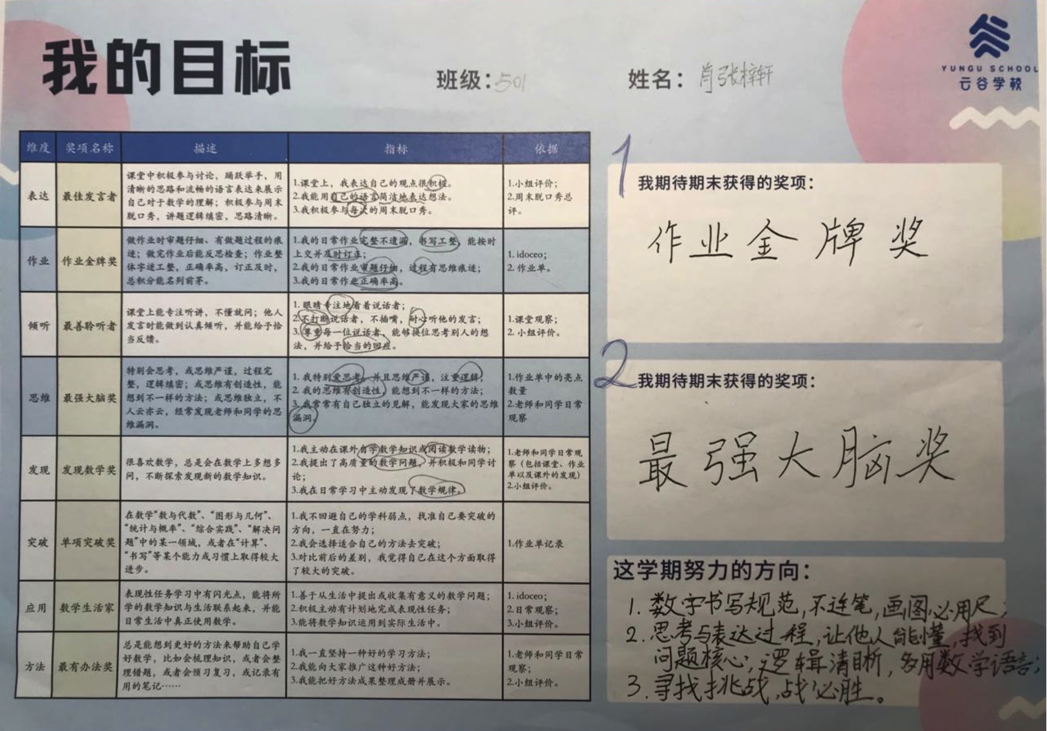 我的目标
班级：501
姓名：肖张梓轩
YUNGU SCHOOL
云谷学校
维度 奖项名称 描述 指标 依据
表达 最佳发言者
课堂中积极参与讨论，踊跃举手，用
清晰的思路和流畅的语言表达来展示
自己对于数学的理解；积极参与周末
脱口秀，讲题逻辑缜密，思路清晰。
1.课堂上，我表达自己的观点很积极。
2.我能用自己的语言简洁地表达想法。
3.我积极参与每次的周末脱口秀。
1.小组评价；
2.周末脱口秀总
评。
作业 作业金牌奖
做作业时审题仔细、有做题过程的痕
迹；做完作业后能反思检查；作业整
体字迹工整，正确率高，订正及时，
总积分能名列前茅。
1.我的日常作业完整不遗漏，书写工整，能按时
上交并及时订正；
2.我的日常作业审题仔细，过程有思维痕迹；
3.我的日常作业正确率高。
1. idoceo；
2. 作业单。
倾听 最善聆听者
课堂上能专注听讲，不懂就问；他人
发言时能做到认真倾听，并能给予恰
当反馈。
1. 眼睛专注地看着说话者；
2.不打断说话者，不插嘴，耐心听他的发言；
3.尊重每一位说话者，能够换位思考别人的想
法，并给予恰当的回应。
1.课堂观察；
2. 小组评价。
思维 最强大脑奖
特别会思考，或思维严谨，过程完
整，逻辑缜密；或思维有创造性，能
想到不一样的方法；或思维独立，不
人云亦云，经常发现老师和同学的思
维漏洞。
1. 我特别爱思考，并且思维严谨，注重逻辑；
2. 我的思维有创造性，能想到不一样的方法；
3. 我常常有自己独立的见解，能发现大家的思维
漏洞。
1.作业单中的亮点
数量
2.老师和同学日常
观察
发现 发现数学奖
很喜欢数学，总是会在数学上多想多
问，不断探索发现新的数学知识。
1.我主动在课外自学数学知识或阅读数学读物；
2.我提出了高质量的数学问题，并积极和同学讨
论；
3.我在日常学习中主动发现了数学规律。
1.老师和同学日常观
察（包括课堂、作业
单以及课外的发现）
2.小组评价。
突破 单项突破奖
在数学“数与代数”、“图形与几何”、
“统计与概率”、“综合实践”、“解决问
题”中的某一领域，或者在“计算”、
“书写”等某个能力或习惯上取得较大
进步。
1.我不回避自己的学科弱点，找准自己要突破的
方向，一直在努力；
2.我会选择适合自己的方法去突破；
3.对比前后的差别，我觉得自己在这个方面取得
了较大的突破。
1.作业单记录
应用 数学生活家
表现性任务学习中有闪光点，能将所
学的数学知识与生活联系起来，并能
日常生活中真正使用数学。
1.善于从生活中提出或收集有意义的数学问题；
2.积极主动有计划地完成表现性任务；
3.能将数学知识运用到实际生活中。
1.idoceo；
2.日常观察；
3.小组评价。
方法 最有办法奖
总是能想到更好的方法来帮助自己学
好数学，比如会梳理知识，或者会整
理错题，或者会预习复习，或记录有
用的笔记……
1.我一直坚持一种好的学习方法；
2.我能向大家推广这种好方法；
3.我能把好方法成果整理成册并展示。
1.老师和同学日常
观察；
2.小组评价。
1
我期待期末获得的奖项：
作业金牌奖
2
我期待期末获得的奖项：
最强大脑奖
这学期努力的方向：
1. 数字书写规范，不连笔，画图必用尺；
2. 思考与表达过程，让他人能懂，找到
问题核心，逻辑清晰，多用数学语言；
3. 寻找挑战，战必胜。